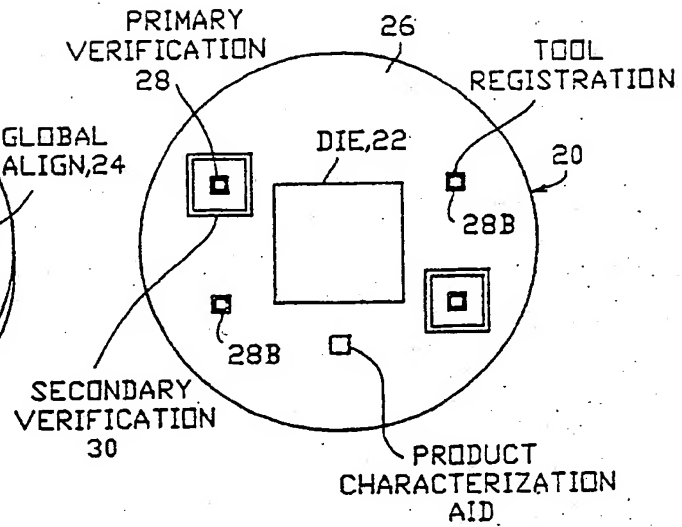 PRIMARY
VERIFICATION
28
26
TOOL
REGISTRATION
GLOBAL
ALIGN,24
DIE,22
20
28B
28B
SECONDARY
VERIFICATION
30
PRODUCT
CHARACTERIZATION
AID